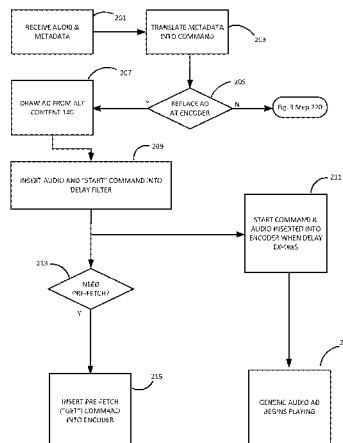 201
RECEIVE AUDIO &
METADATA
TRANSLATE METADATA
INTO COMMAND
203
207
205
DRAW AD FROM ALT
CONTENT 140
REPLACE AD
AT ENCODER
Y
N
Fig. 3 Step 220
209
INSERT AUDIO AND "START" COMMAND INTO
DELAY FILTER
211
START COMMAND &
AUDIO INSERTED INTO
ENCODER WHEN DELAY
EXPIRES
213
NEED
PRE-FETCH?
Y
215
INSERT PRE-FETCH
("GET") COMMAND
INTO ENCODER
2
GENERIC AUDIO AD
BEGINS PLAYING